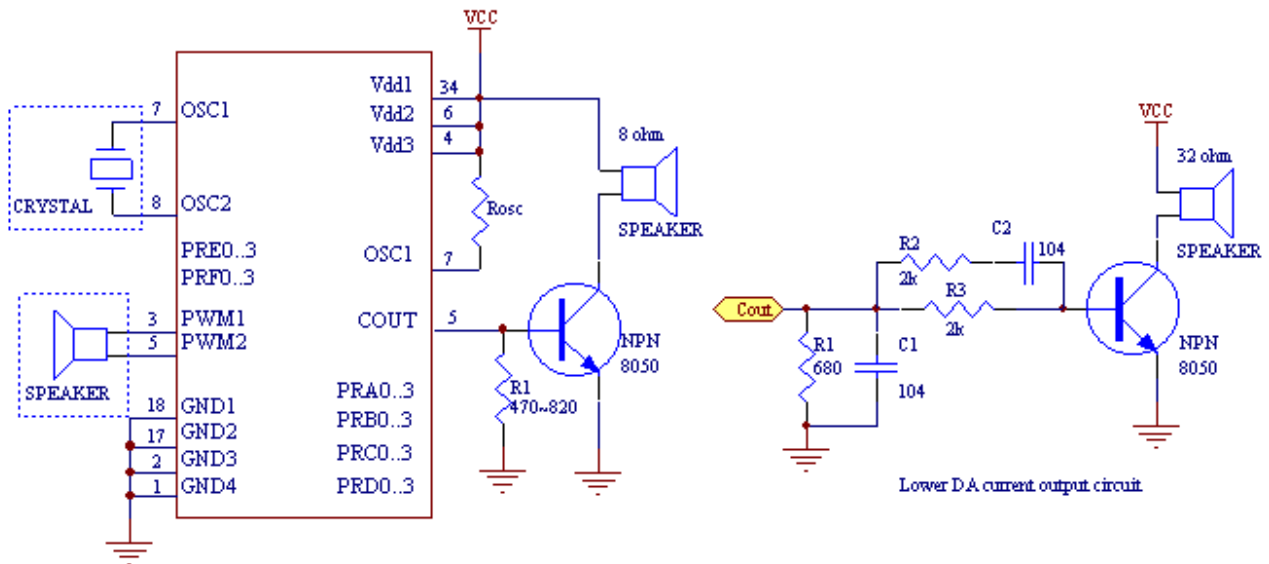 VCC
Vdd1
34
Vdd2
6
Vdd3
4
7
OSC1
8
OSC2
CRYSTAL
PRE0..3
PRF0..3
OSC1
7
Rosc
8 ohm
SPEAKER
3
PWM1
5
PWM2
SPEAKER
COUT
5
NPN
8050
R1
470~820
18
GND1
17
GND2
2
GND3
1
GND4
PRA0..3
PRB0..3
PRC0..3
PRD0..3
VCC
32 ohm
SPEAKER
R2
2k
C2
104
R3
2k
Cout
R1
680
C1
104
NPN
8050
Lower DA current output circuit